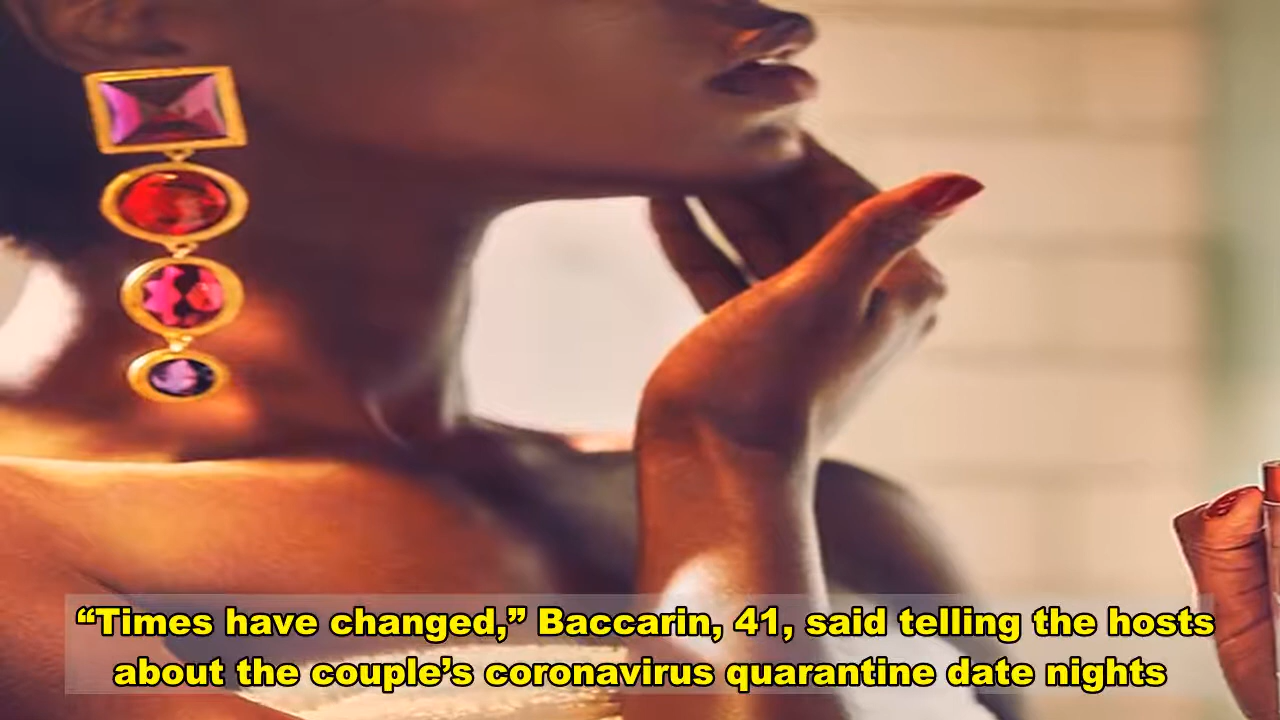 “Times have changed,” Baccarin, 41, said telling the hosts
about the couple’s coronavirus quarantine date nights